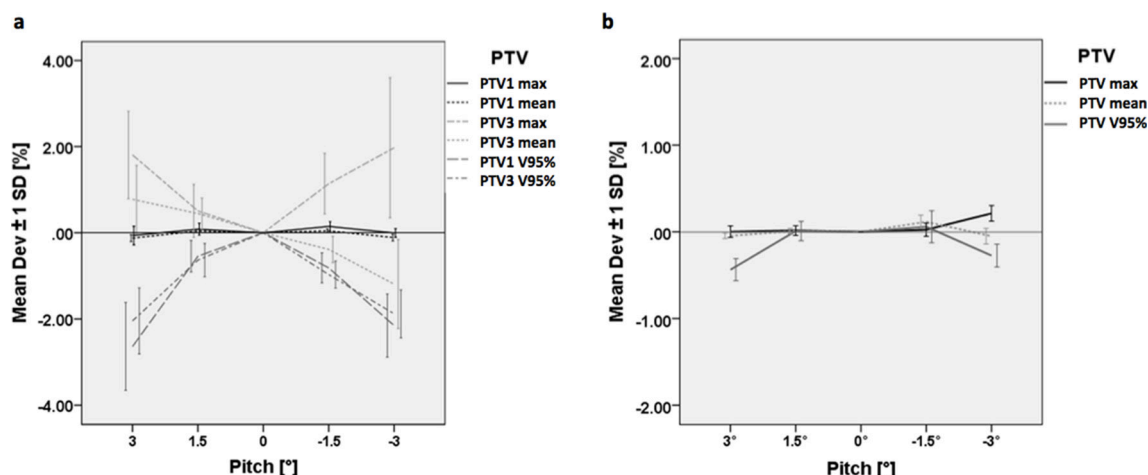 a
Mean Dev ± 1 SD [%]
4.00
2.00
.00
-2.00
-4.00
3
1.5
0
-1.5
-3
Pitch [°]
PTV
PTV1 max
PTV1 mean
PTV3 max
PTV3 mean
PTV1 V95%
PTV3 V95%
b
Mean Dev ± 1 SD [%]
2.00
1.00
.00
-1.00
-2.00
3°
1.5°
0°
-1.5°
-3°
Pitch [°]
PTV
PTV max
PTV mean
PTV V95%